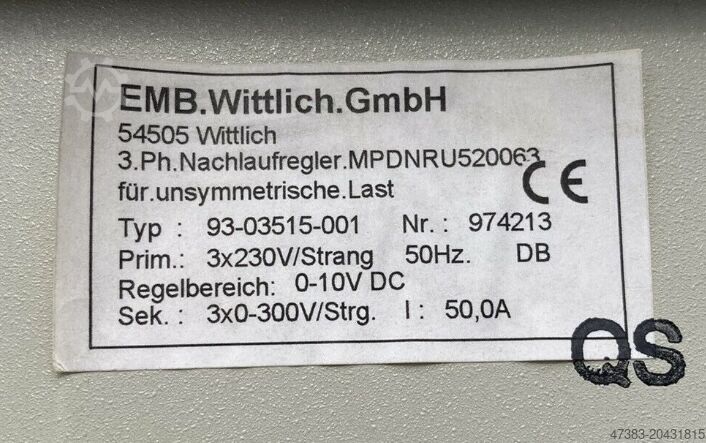 EMB.Wittlich.GmbH
54505 Wittlich
3.Ph.Nachlaufregler.MPDNRU520063
für.unsymmetrische.Last
CE
Typ : 93-03515-001 Nr.: 974213
Prim.: 3x230V/Strang 50Hz. DB
Regelbereich: 0-10V DC
Sek. : 3x0-300V/Strg. I : 50,0A
QS
47383-20431815